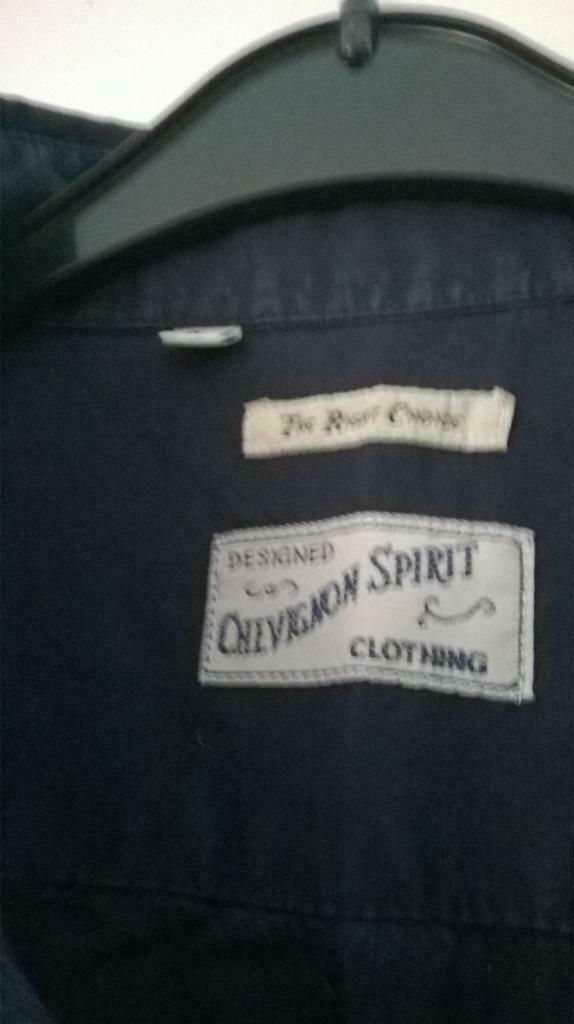 THE RIGHT CHOICE
DESIGNED
CHEVIGNON SPIRIT
CLOTHING